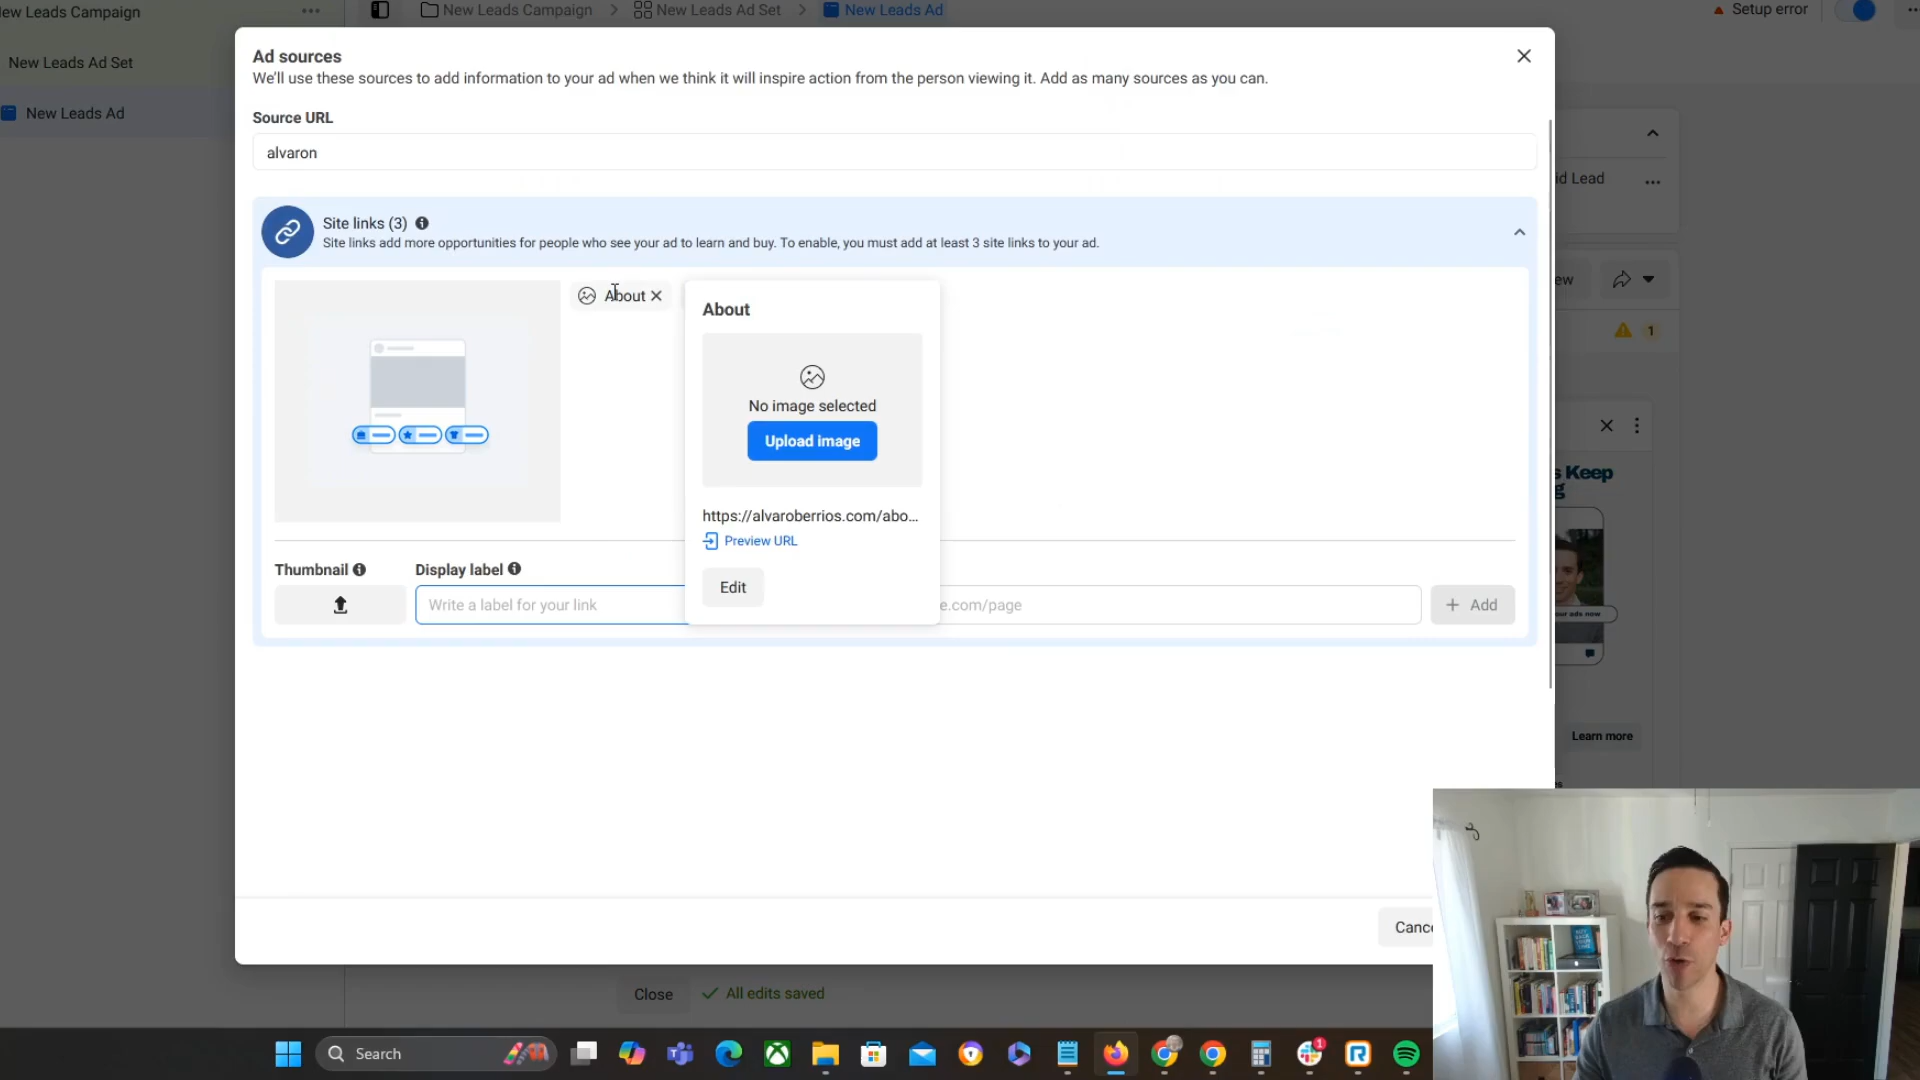 ew Leads Campaign
New Leads Campaign > New Leads Ad Set > New Leads Ad
Setup error
New Leads Ad Set
New Leads Ad
Ad sources
We'll use these sources to add information to your ad when we think it will inspire action from the person viewing it. Add as many sources as you can.
Source URL
alvaron
id Lead
Site links (3)
Site links add more opportunities for people who see your ad to learn and buy. To enable, you must add at least 3 site links to your ad.
About
About
ew
1
No image selected
Upload image
s Keep
g
https://alvaroberrios.com/abo...
Preview URL
Thumbnail
Display label
Edit
Write a label for your link
e.com/page
+ Add
our ads now
Learn more
es
Canc
Close
All edits saved
Search
1